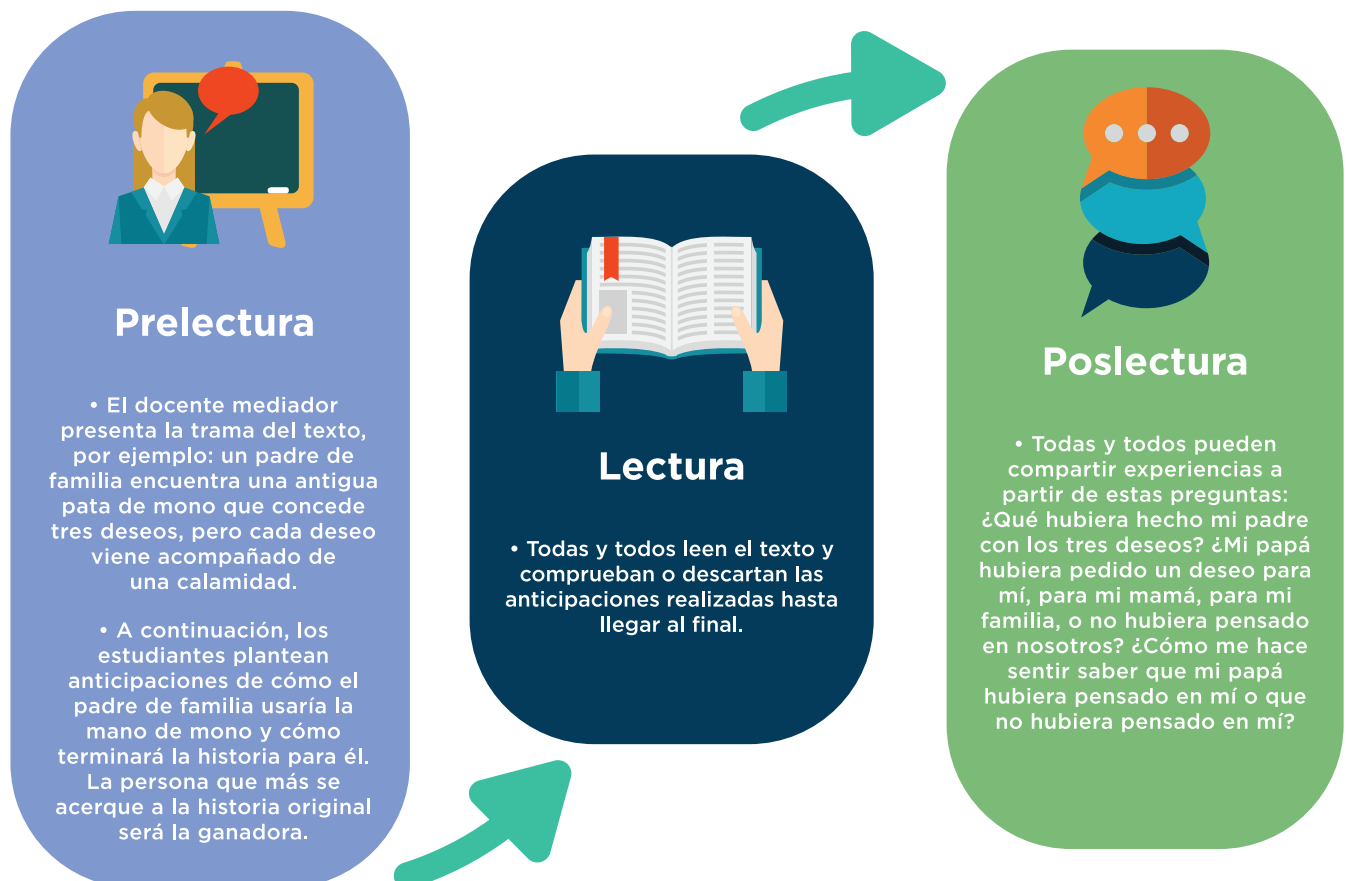 Prelectura
• El docente mediador
presenta la trama del texto,
por ejemplo: un padre de
familia encuentra una antigua
pata de mono que concede
tres deseos, pero cada deseo
viene acompañado de
una calamidad.
• A continuación, los
estudiantes plantean
anticipaciones de cómo el
padre de familia usaría la
mano de mono y cómo
terminará la historia para él.
La persona que más se
acerque a la historia original
será la ganadora.
Lectura
• Todas y todos leen el texto y
comprueban o descartan las
anticipaciones realizadas hasta
llegar al final.
Poslectura
• Todas y todos pueden
compartir experiencias a
partir de estas preguntas:
¿Qué hubiera hecho mi padre
con los tres deseos? ¿Mi papá
hubiera pedido un deseo para
mí, para mi mamá, para mi
familia, o no hubiera pensado
en nosotros? ¿Cómo me hace
sentir saber que mi papá
hubiera pensado en mí o que
no hubiera pensado en mí?